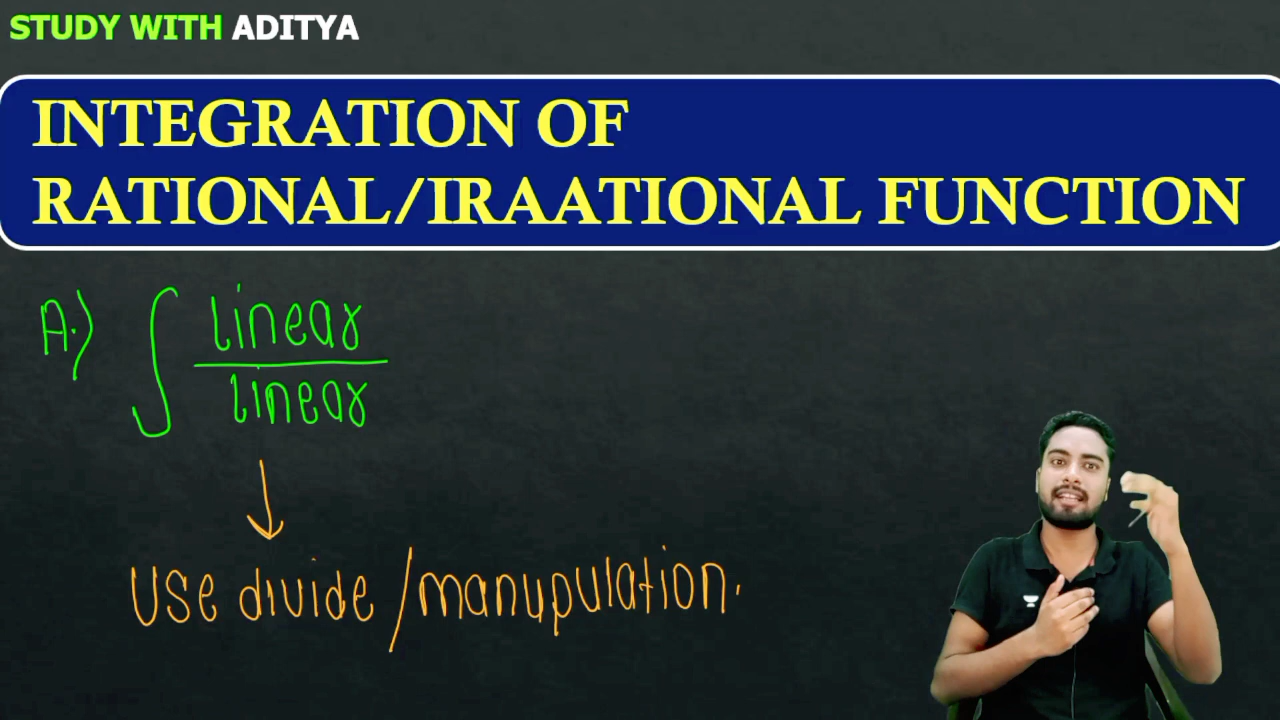 STUDY WITH ADITYA
INTEGRATION OF
RATIONAL/IRAATIONAL FUNCTION
A.) ∫ linear
linear
↓
Use divide/manupulation.